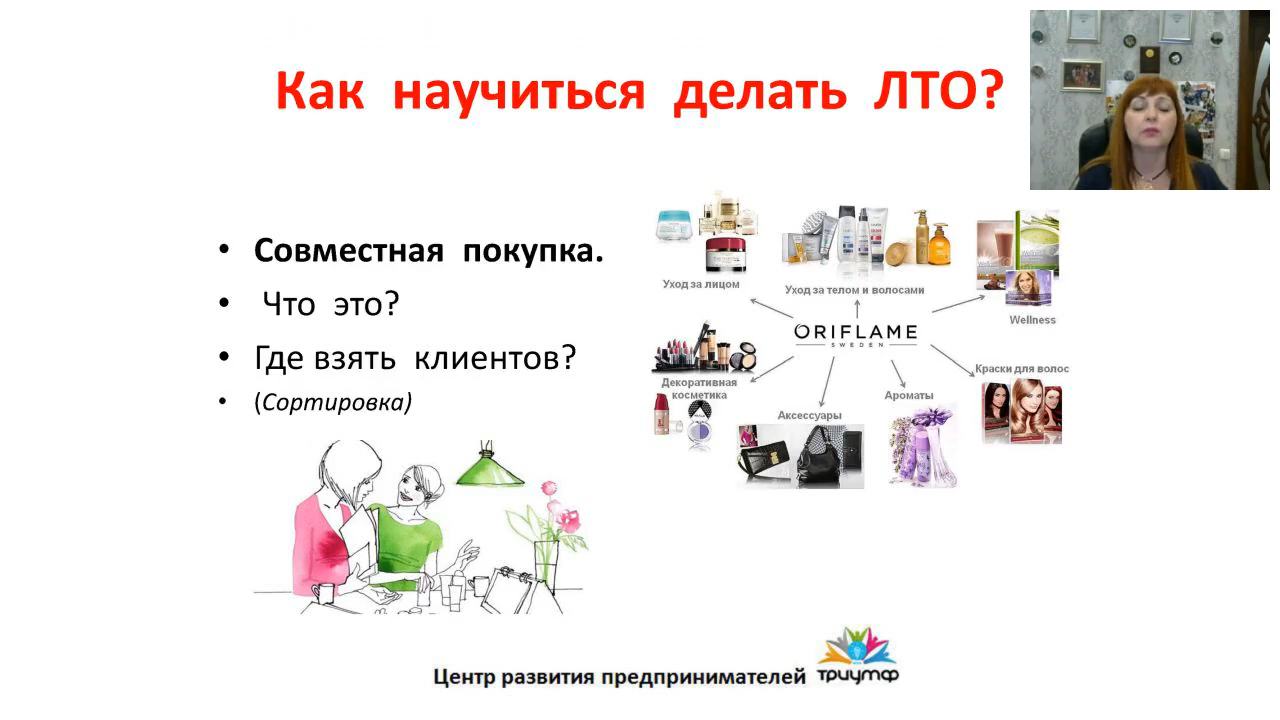 Как научиться делать ЛТО?
• Совместная покупка.
• Что это?
• Где взять клиентов?
• (Сортировка)
Уход за лицом
Уход за телом и волосами
Wellness
ORIFLAME
SWEDEN
Декоративная
косметика
Аксессуары
Ароматы
Краски для волос
Центр развития предпринимателей
триумф